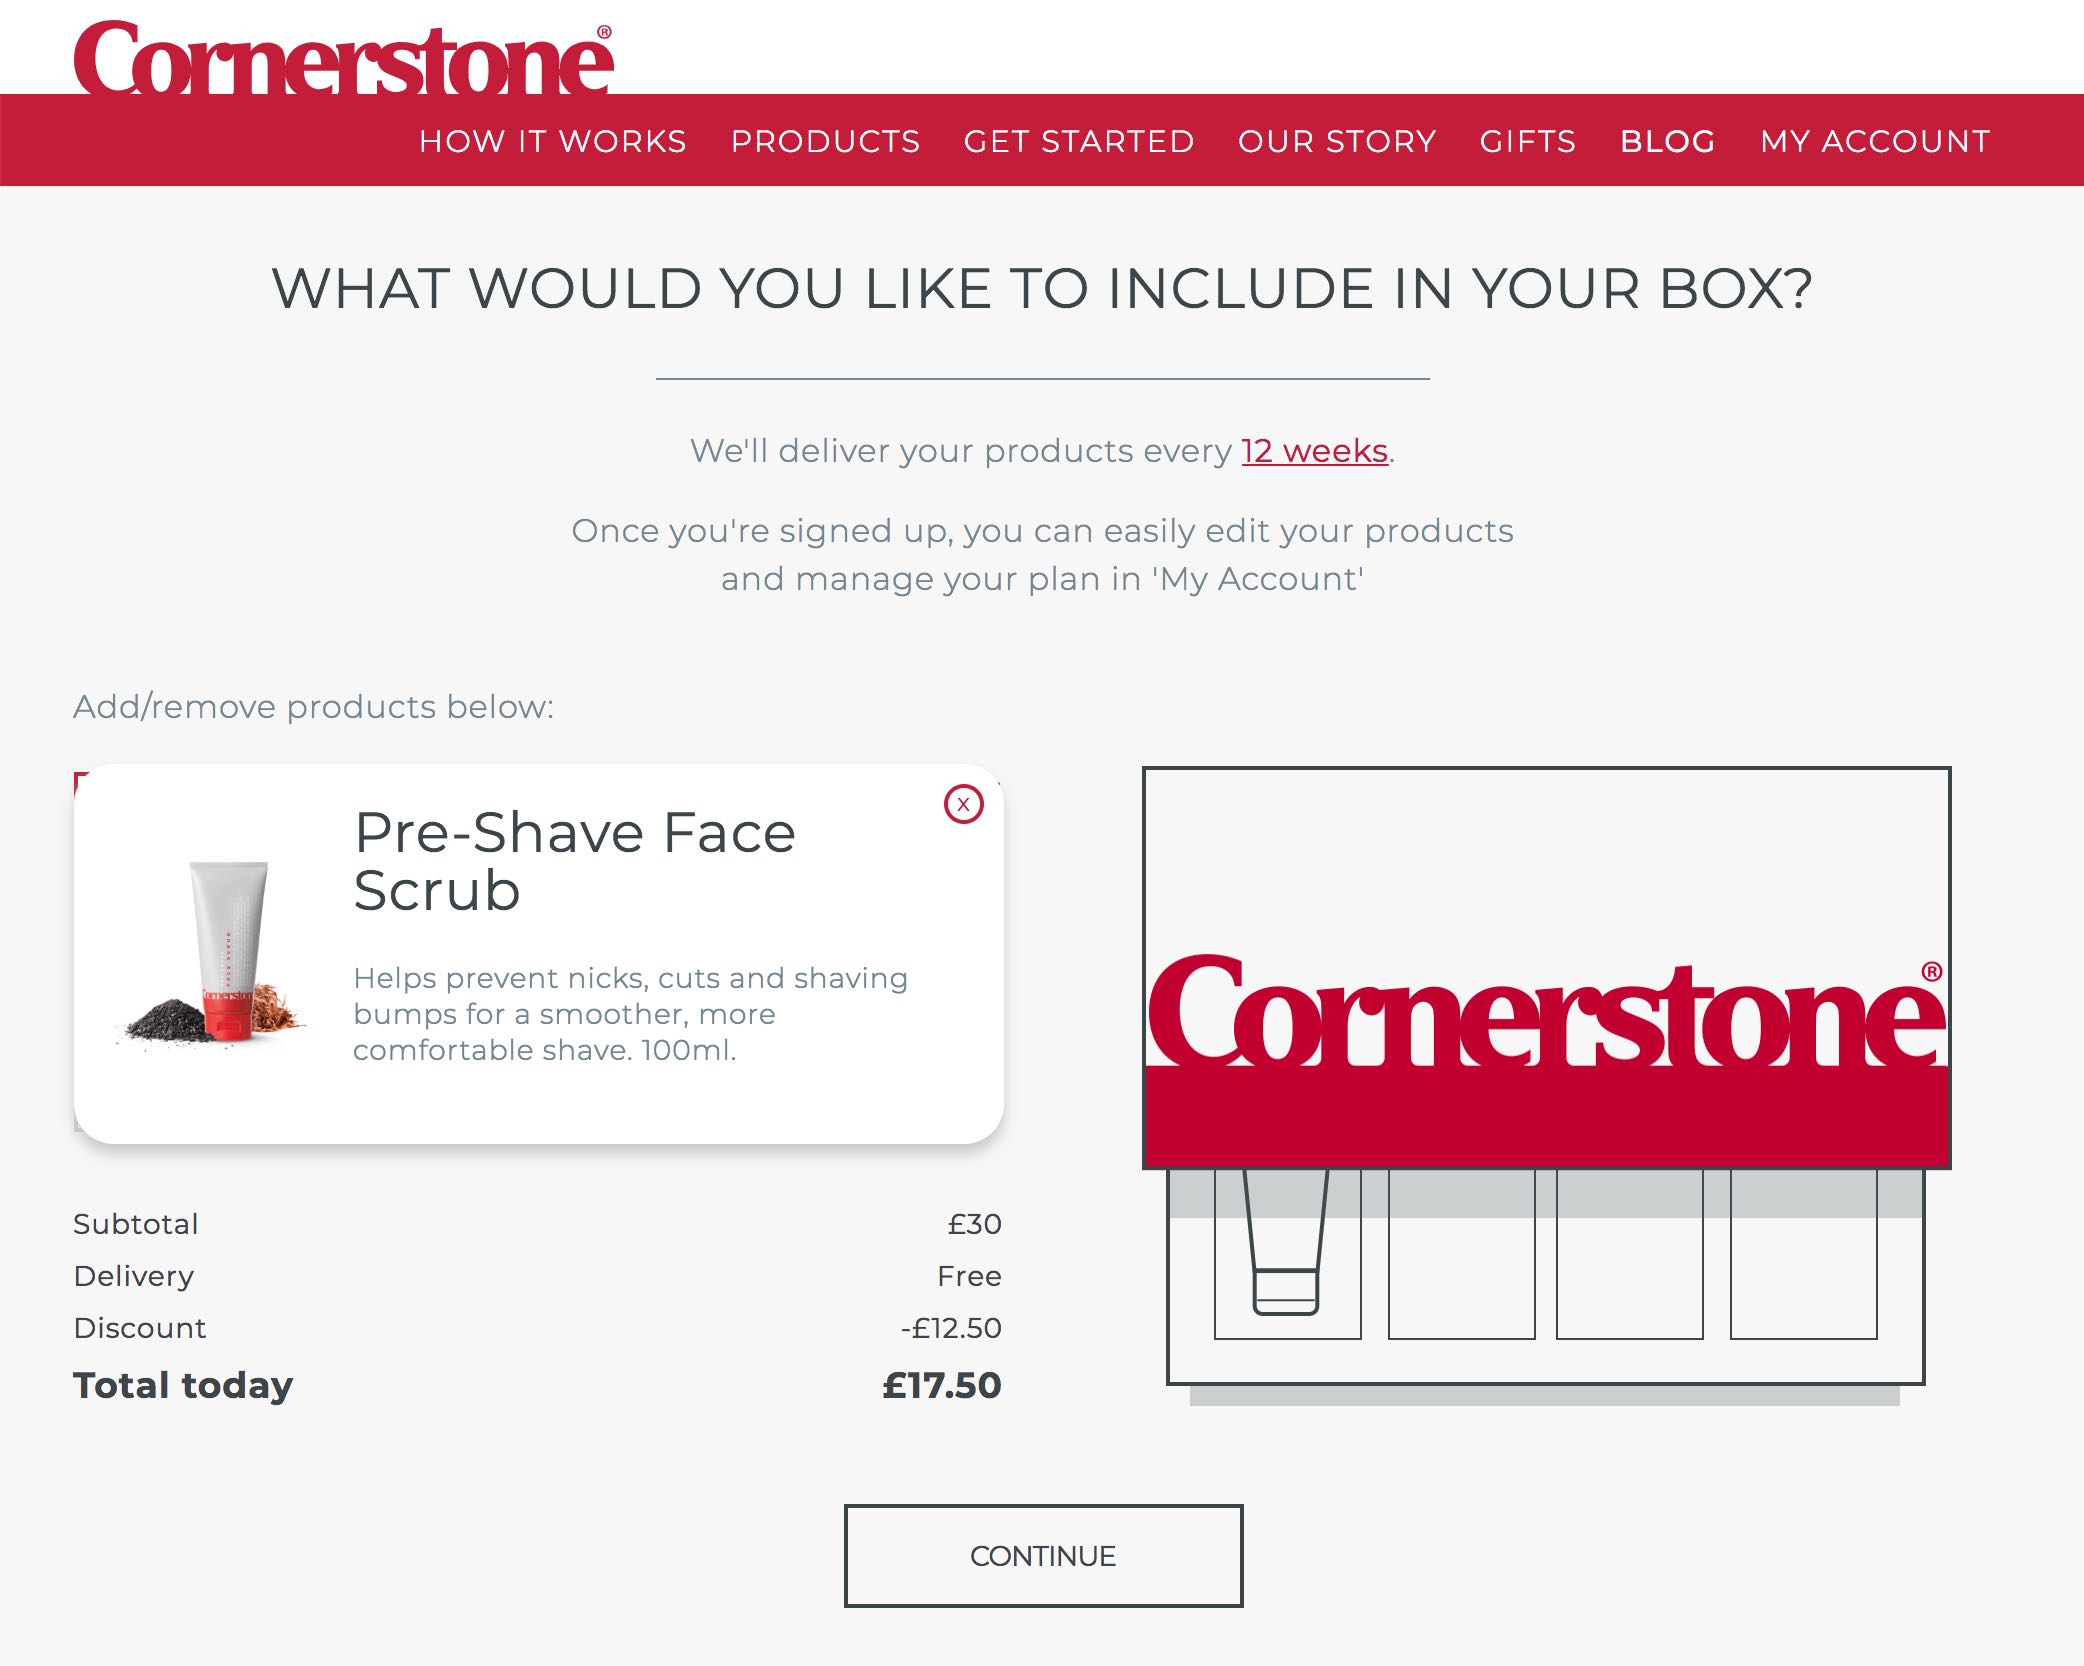 Cornerstone®
HOW IT WORKS PRODUCTS GET STARTED OUR STORY GIFTS BLOG MY ACCOUNT
WHAT WOULD YOU LIKE TO INCLUDE IN YOUR BOX?
We'll deliver your products every 12 weeks.
Once you're signed up, you can easily edit your products
and manage your plan in 'My Account'
Add/remove products below:
x
Pre-Shave Face
Scrub
FACE SCRUB
Cornerstone
Helps prevent nicks, cuts and shaving
bumps for a smoother, more
comfortable shave. 100ml.
Subtotal £30
Delivery Free
Discount -£12.50
Total today £17.50
Cornerstone®
CONTINUE